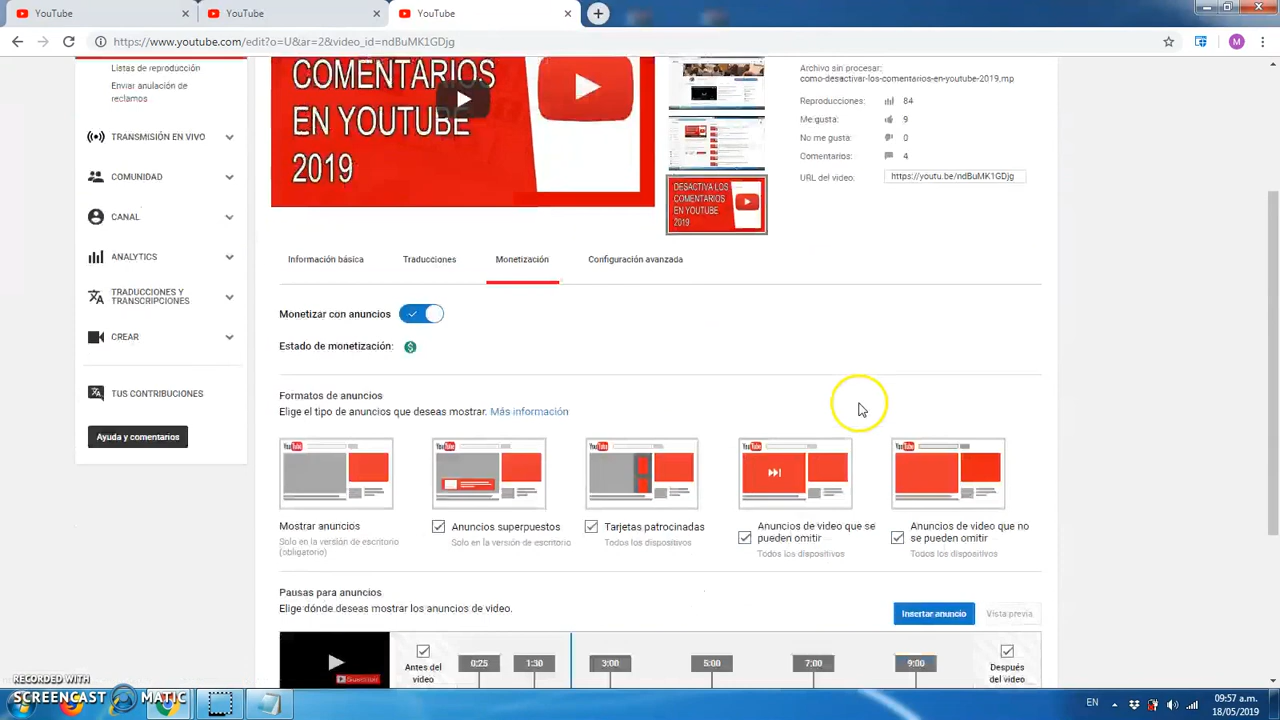 YouTube
YouTube
YouTube
https://www.youtube.com/edit?o=U&ar=2&video_id=ndBuMK1GDjg
M
Listas de reproducción
Enviar anulación de
reclamos
TRANSMISIÓN EN VIVO
COMUNIDAD
CANAL
ANALYTICS
TRADUCCIONES Y
TRANSCRIPCIONES
CREAR
TUS CONTRIBUCIONES
Ayuda y comentarios
COMENTARIOS
EN YOUTUBE
2019
DESACTIVA LOS
COMENTARIOS
EN YOUTUBE
2019
Archivo sin procesar:
como-desactivar-los-comentarios-en-youtube-2019.mp
Reproducciones: 84
Me gusta: 9
No me gusta: 0
Comentarios: 4
URL del video: https://youtu.be/ndBuMK1GDjg
Información básica
Traducciones
Monetización
Configuración avanzada
Monetizar con anuncios
Estado de monetización:
Formatos de anuncios
Elige el tipo de anuncios que deseas mostrar. Más información
Mostrar anuncios
Solo en la versión de escritorio
(obligatorio)
Anuncios superpuestos
Solo en la versión de escritorio
Tarjetas patrocinadas
Todos los dispositivos
Anuncios de video que se
pueden omitir
Todos los dispositivos
Anuncios de video que no
se pueden omitir
Todos los dispositivos
Pausas para anuncios
Elige dónde deseas mostrar los anuncios de video.
Insertar anuncio
Vista previa
Antes del
video
0:25
1:30
3:00
5:00
7:00
9:00
Después
del video
RECORDED WITH
SCREENCAST MATIC
EN
09:57 a.m.
18/05/2019